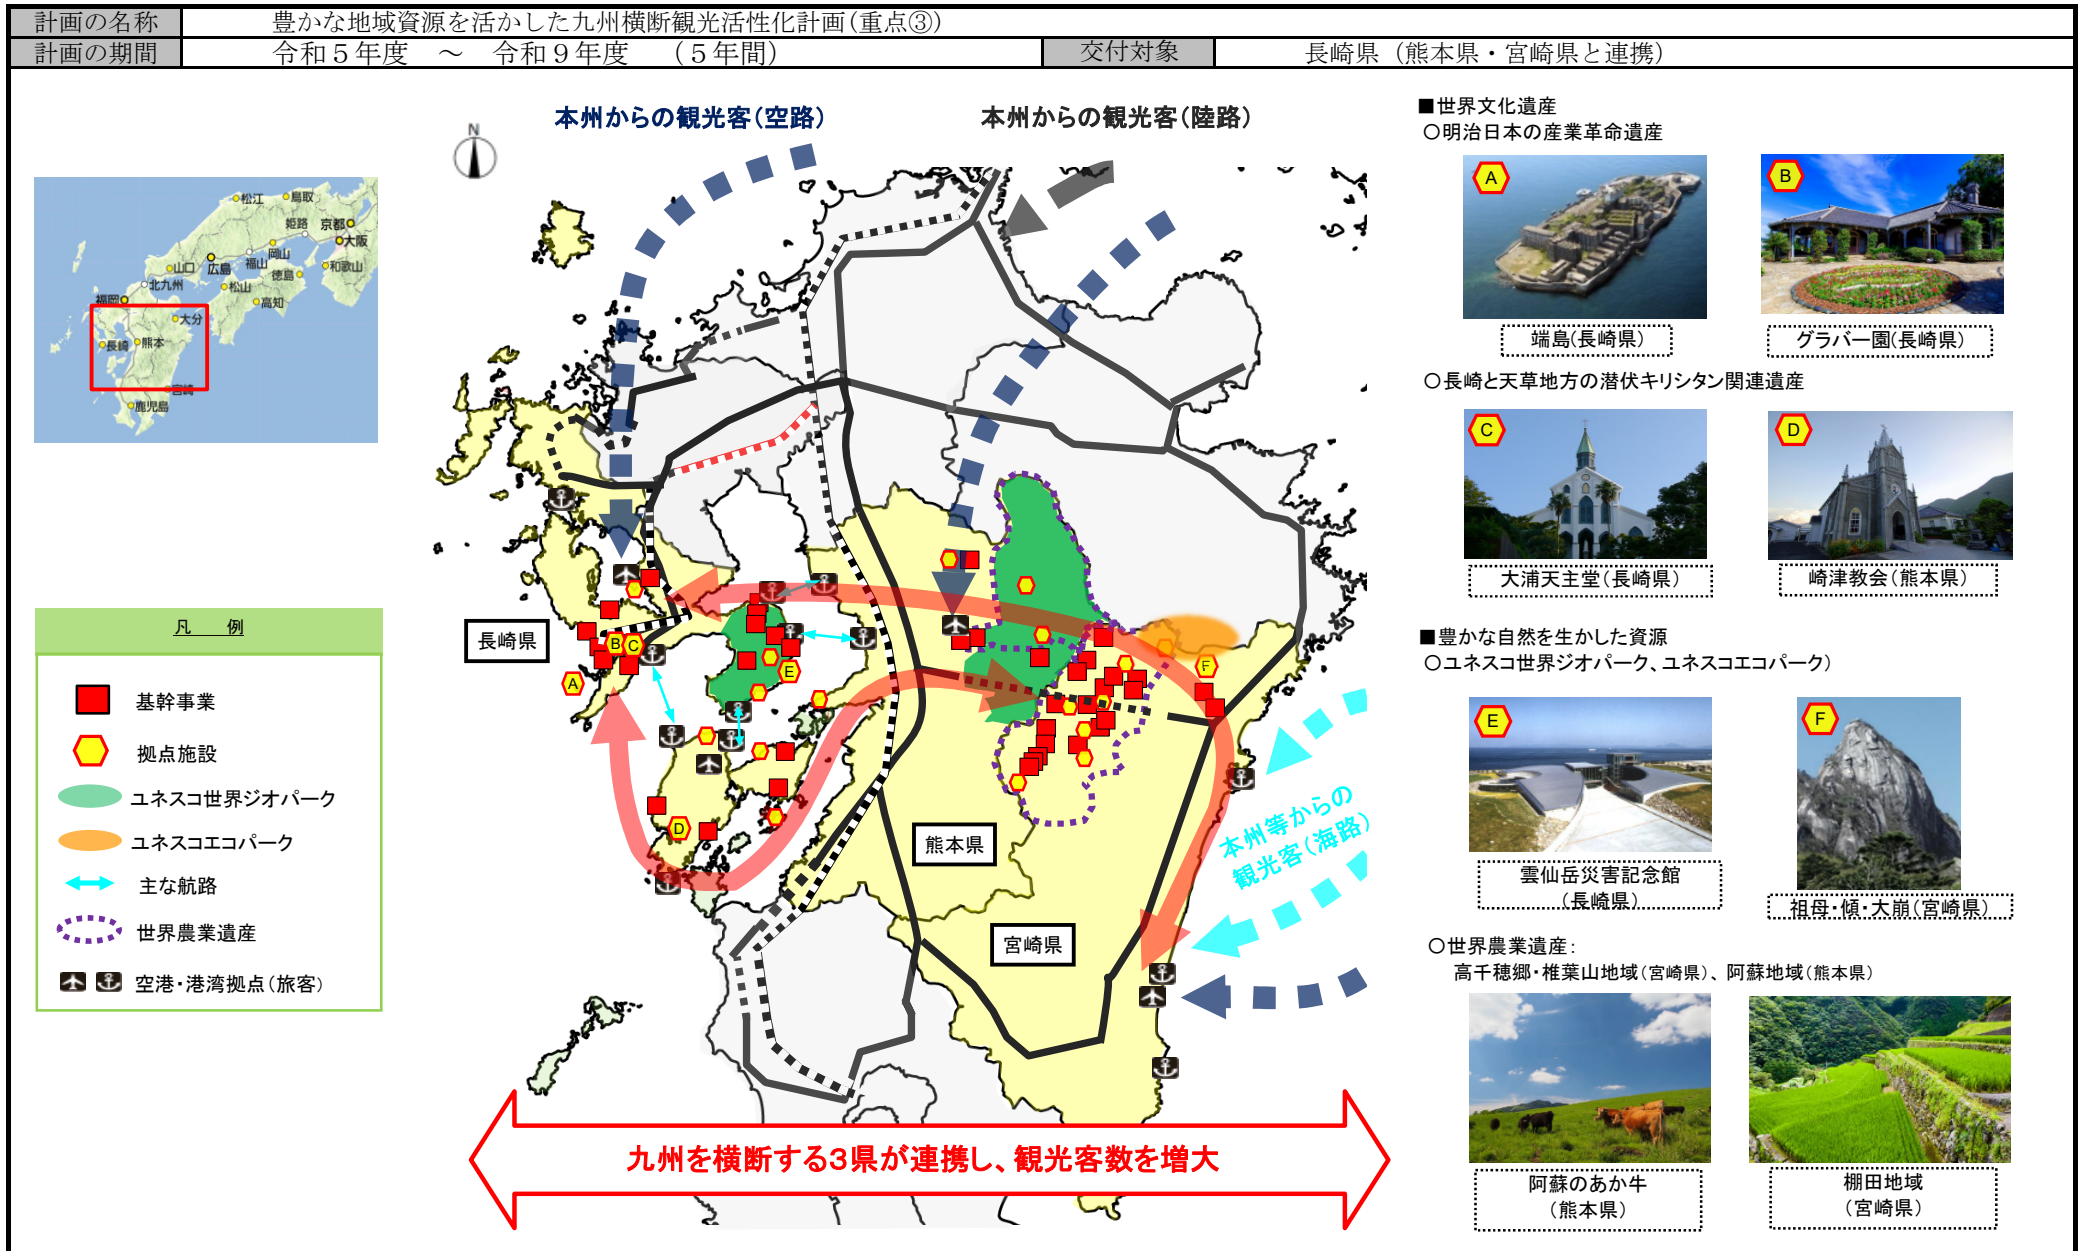 計画の名称
豊かな地域資源を活かした九州横断観光活性化計画(重点③)
計画の期間
令和5年度 ～ 令和9年度 (5年間)
交付対象
長崎県(熊本県・宮崎県と連携)
本州からの観光客(空路)
本州からの観光客(陸路)
N
松江
鳥取
姫路
京都
大阪
岡山
福山
広島
山口
徳島
和歌山
北九州
松山
高知
福岡
大分
長崎
熊本
宮崎
鹿児島
凡 例
基幹事業
拠点施設
ユネスコ世界ジオパーク
ユネスコエコパーク
主な航路
世界農業遺産
空港・港湾拠点(旅客)
長崎県
熊本県
宮崎県
A
B
C
D
E
F
本州等からの
観光客(海路)
九州を横断する3県が連携し、観光客数を増大
■世界文化遺産
○明治日本の産業革命遺産
A
B
端島(長崎県)
グラバー園(長崎県)
○長崎と天草地方の潜伏キリシタン関連遺産
C
D
大浦天主堂(長崎県)
崎津教会(熊本県)
■豊かな自然を生かした資源
○ユネスコ世界ジオパーク、ユネスコエコパーク)
E
F
雲仙岳災害記念館
(長崎県)
祖母・傾・大崩(宮崎県)
○世界農業遺産:
高千穂郷・椎葉山地域(宮崎県)、阿蘇地域(熊本県)
阿蘇のあか牛
(熊本県)
棚田地域
(宮崎県)